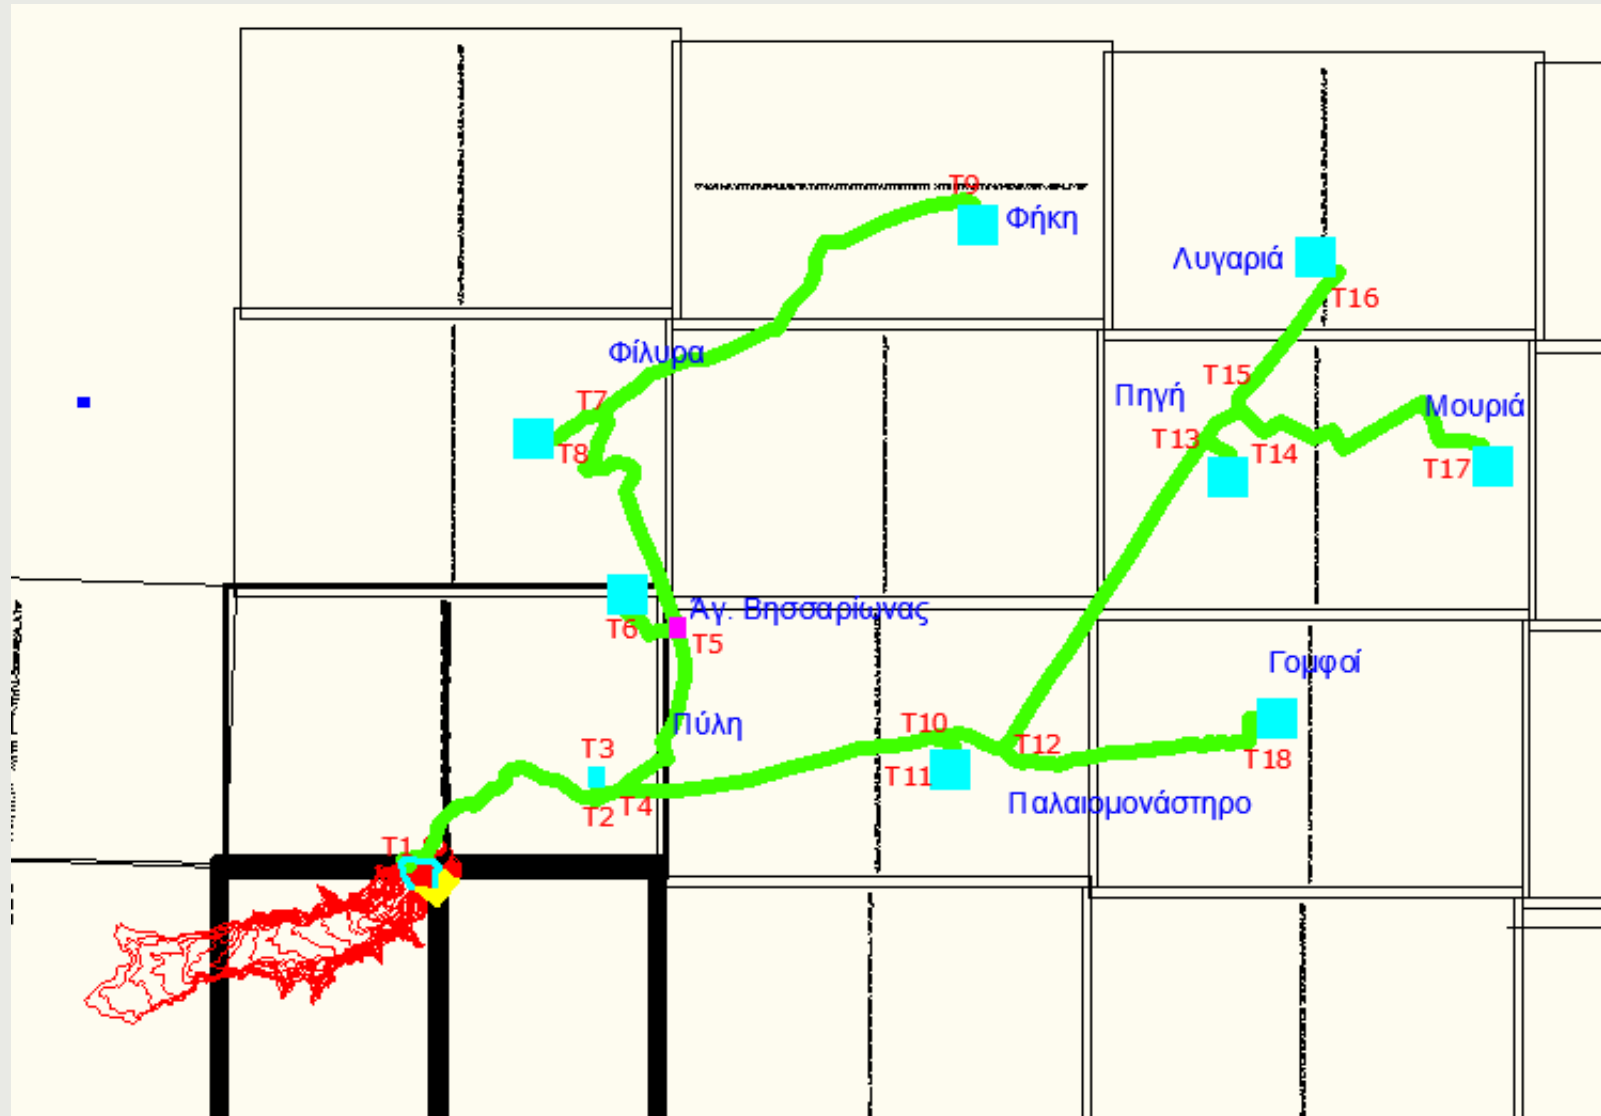 T9
Φήκη
Λυγαριά
T16
Φίλυρα
T15
Πηγή
T7
Μουριά
T13
T8
T14
T17
Άγ. Βησσαρίωνας
T6
T5
Γομφοί
Πύλη
T10
T3
T12
T18
T11
Παλαιομονάστηρο
T2
T4
T1